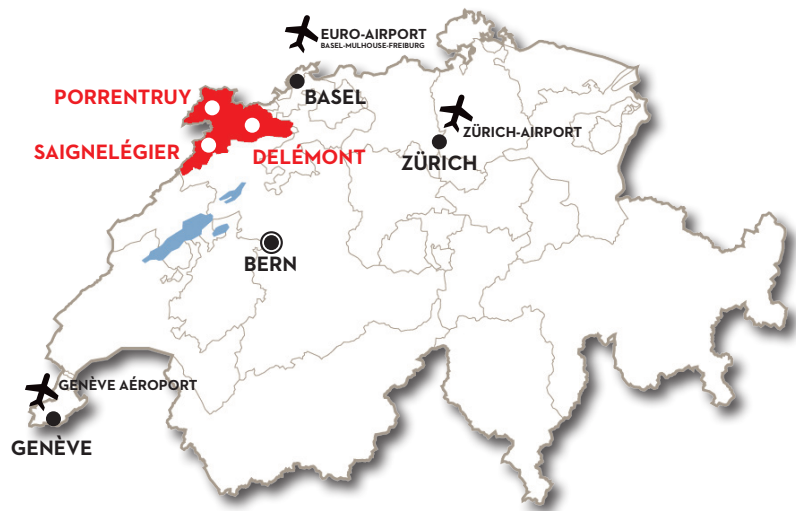 EURO-AIRPORT
BASEL-MULHOUSE-FREIBURG
PORRENTRUY
BASEL
ZÜRICH-AIRPORT
SAIGNELÉGIER
DELÉMONT
ZÜRICH
BERN
GENÈVE AÉROPORT
GENÈVE